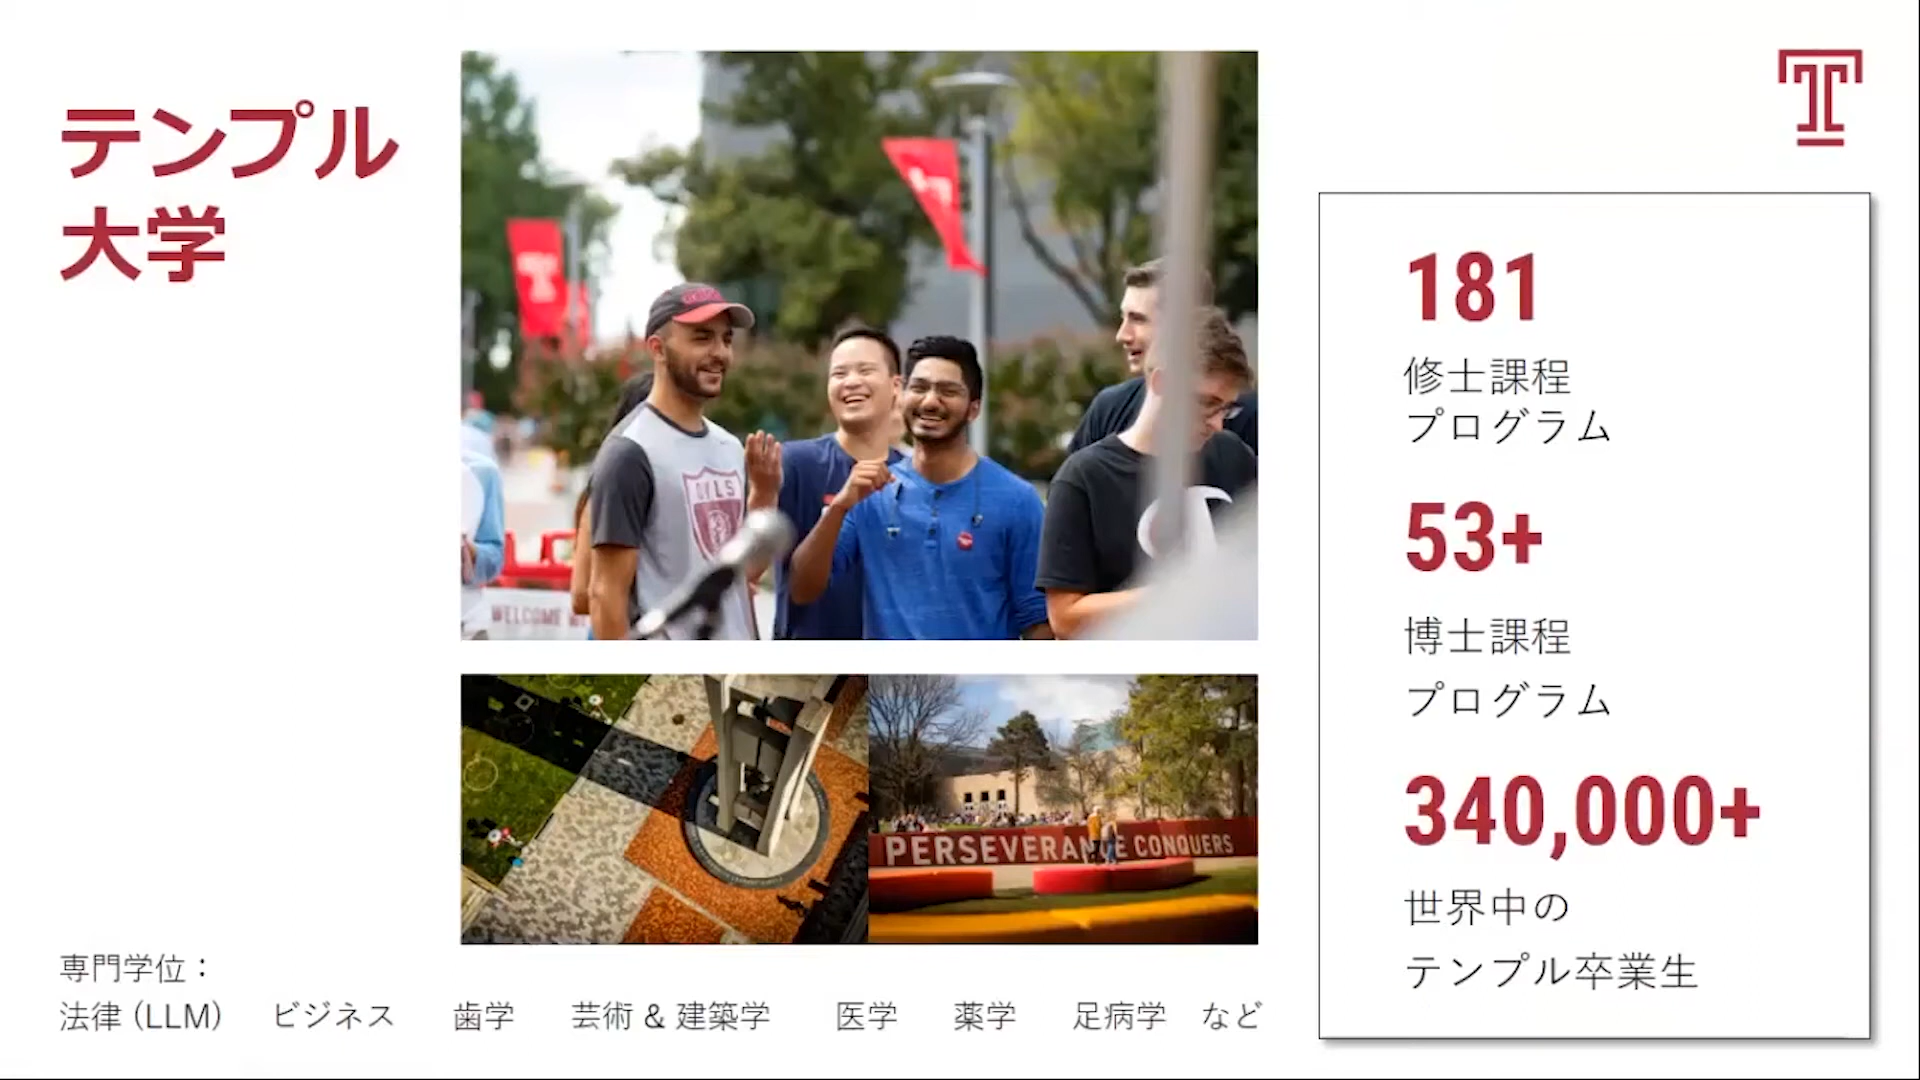 テンプル
大学
T
181
修士課程
プログラム
53+
博士課程
プログラム
340,000+
世界中の
テンプル卒業生
OWLS
WELCOME
PERSEVERANCE CONQUERS
専門学位：
法律 (LLM) ビジネス 歯学 芸術 & 建築学 医学 薬学 足病学 など